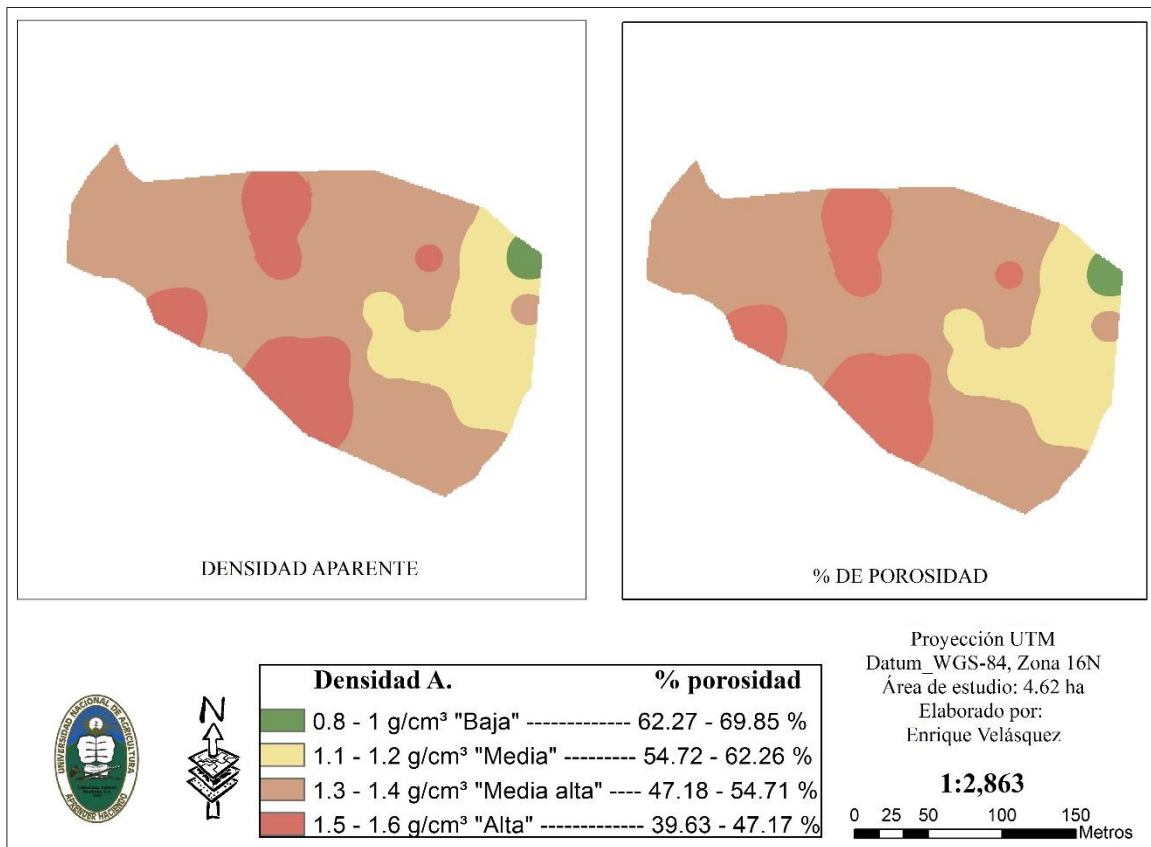 DENSIDAD APARENTE
% DE POROSIDAD
UNIVERSIDAD NACIONAL DE AGRICULTURA
APRENDER HACIENDO
N
Densidad A. % porosidad
0.8 - 1 g/cm³ "Baja" ------------- 62.27 - 69.85 %
1.1 - 1.2 g/cm³ "Media" --------- 54.72 - 62.26 %
1.3 - 1.4 g/cm³ "Media alta" ---- 47.18 - 54.71 %
1.5 - 1.6 g/cm³ "Alta" ------------- 39.63 - 47.17 %
Proyección UTM
Datum_WGS-84, Zona 16N
Área de estudio: 4.62 ha
Elaborado por:
Enrique Velásquez
1:2,863
0 25 50 100 150
Metros